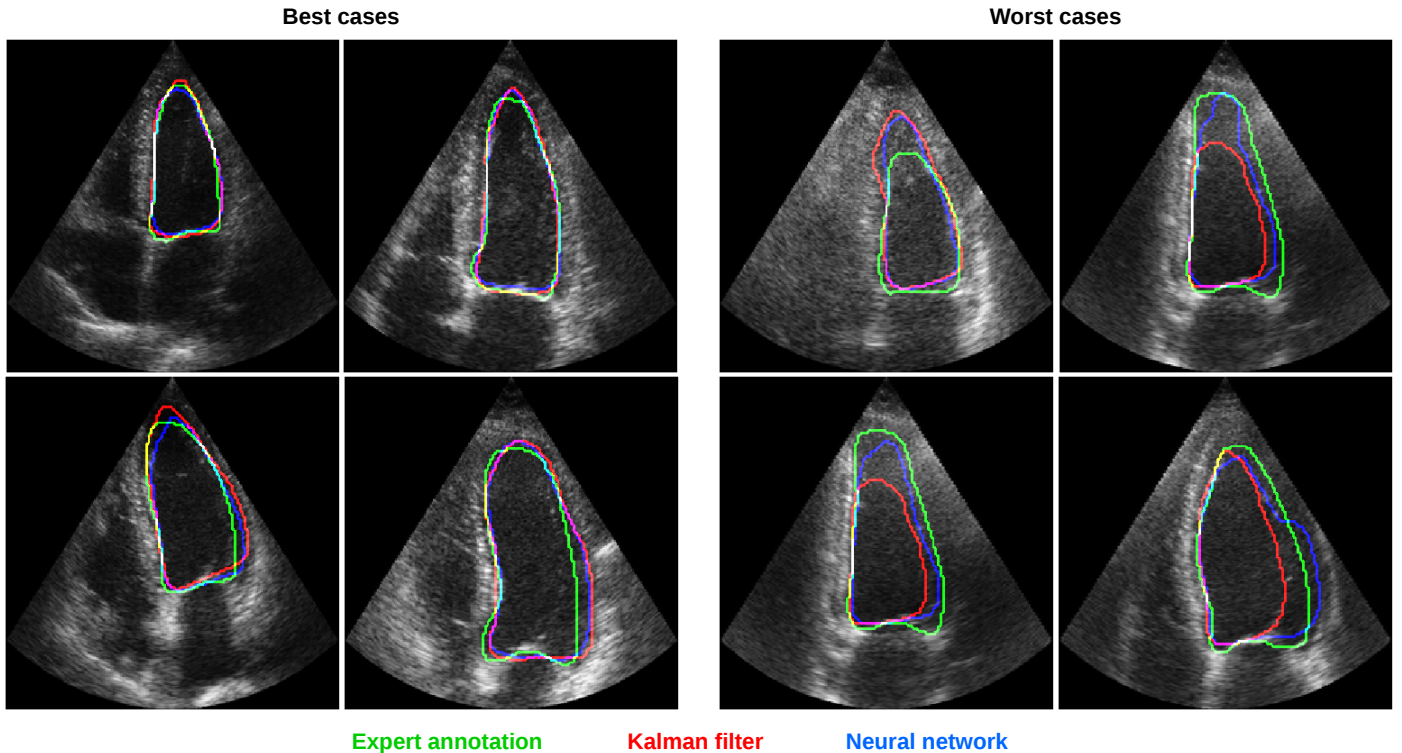 Best cases
Worst cases
Expert annotation
Kalman filter
Neural network